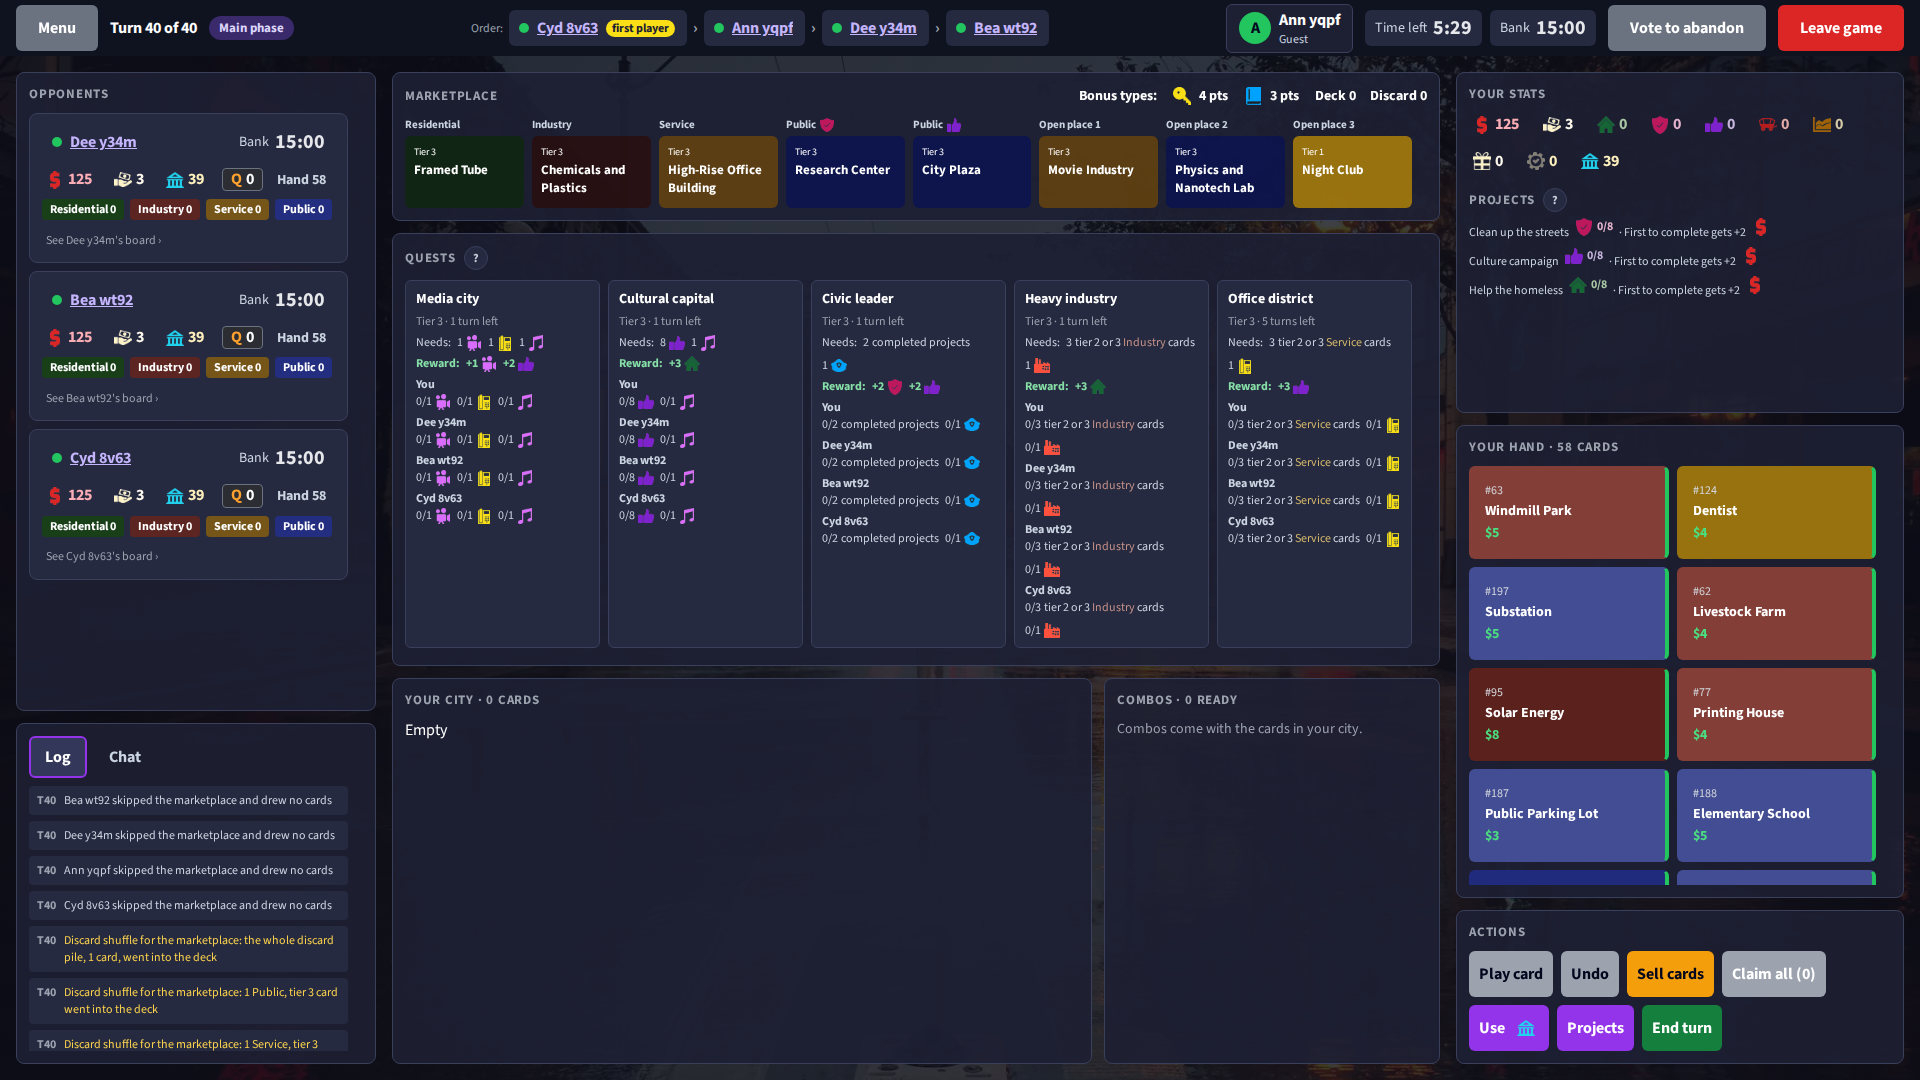 Menu
Turn 40 of 40
Main phase
Order:
Cyd 8v63 first player › Ann yqpf › Dee y34m › Bea wt92
A
Ann yqpf
Guest
Time left 5:29
Bank 15:00
Vote to abandon
Leave game
OPPONENTS
Dee y34m
Bank 15:00
$ 125 3 39 Q 0 Hand 58
Residential 0 Industry 0 Service 0 Public 0
See Dee y34m's board ›
Bea wt92
Bank 15:00
$ 125 3 39 Q 0 Hand 58
Residential 0 Industry 0 Service 0 Public 0
See Bea wt92's board ›
Cyd 8v63
Bank 15:00
$ 125 3 39 Q 0 Hand 58
Residential 0 Industry 0 Service 0 Public 0
See Cyd 8v63's board ›
Log
Chat
T40 Bea wt92 skipped the marketplace and drew no cards
T40 Dee y34m skipped the marketplace and drew no cards
T40 Ann yqpf skipped the marketplace and drew no cards
T40 Cyd 8v63 skipped the marketplace and drew no cards
T40 Discard shuffle for the marketplace: the whole discard
pile, 1 card, went into the deck
T40 Discard shuffle for the marketplace: 1 Public, tier 3 card
went into the deck
T40 Discard shuffle for the marketplace: 1 Service, tier 3
MARKETPLACE
Bonus types: 4 pts 3 pts Deck 0 Discard 0
Residential
Tier 3
Framed Tube
Industry
Tier 3
Chemicals and
Plastics
Service
Tier 3
High-Rise Office
Building
Public
Tier 3
Research Center
Public
Tier 3
City Plaza
Open place 1
Tier 3
Movie Industry
Open place 2
Tier 3
Physics and
Nanotech Lab
Open place 3
Tier 1
Night Club
QUESTS ?
Media city
Tier 3 · 1 turn left
Needs: 1 1 1
Reward: +1 +2
You
0/1 0/1 0/1
Dee y34m
0/1 0/1 0/1
Bea wt92
0/1 0/1 0/1
Cyd 8v63
0/1 0/1 0/1
Cultural capital
Tier 3 · 1 turn left
Needs: 8 1
Reward: +3
You
0/8 0/1
Dee y34m
0/8 0/1
Bea wt92
0/8 0/1
Cyd 8v63
0/8 0/1
Civic leader
Tier 3 · 1 turn left
Needs: 2 completed projects
1
Reward: +2 +2
You
0/2 completed projects 0/1
Dee y34m
0/2 completed projects 0/1
Bea wt92
0/2 completed projects 0/1
Cyd 8v63
0/2 completed projects 0/1
Heavy industry
Tier 3 · 1 turn left
Needs: 3 tier 2 or 3 Industry cards
1
Reward: +3
You
0/3 tier 2 or 3 Industry cards
0/1
Dee y34m
0/3 tier 2 or 3 Industry cards
0/1
Bea wt92
0/3 tier 2 or 3 Industry cards
0/1
Cyd 8v63
0/3 tier 2 or 3 Industry cards
0/1
Office district
Tier 3 · 5 turns left
Needs: 3 tier 2 or 3 Service cards
1
Reward: +3
You
0/3 tier 2 or 3 Service cards 0/1
Dee y34m
0/3 tier 2 or 3 Service cards 0/1
Bea wt92
0/3 tier 2 or 3 Service cards 0/1
Cyd 8v63
0/3 tier 2 or 3 Service cards 0/1
YOUR CITY · 0 CARDS
Empty
COMBOS · 0 READY
Combos come with the cards in your city.
YOUR STATS
$ 125 3 0 0 0 0 0
0 0 39
PROJECTS ?
Clean up the streets 0/8 · First to complete gets +2 $
Culture campaign 0/8 · First to complete gets +2 $
Help the homeless 0/8 · First to complete gets +2 $
YOUR HAND · 58 CARDS
#63
Windmill Park
$5
#124
Dentist
$4
#197
Substation
$5
#62
Livestock Farm
$4
#95
Solar Energy
$8
#77
Printing House
$4
#187
Public Parking Lot
$3
#188
Elementary School
$5
ACTIONS
Play card
Undo
Sell cards
Claim all (0)
Use
Projects
End turn